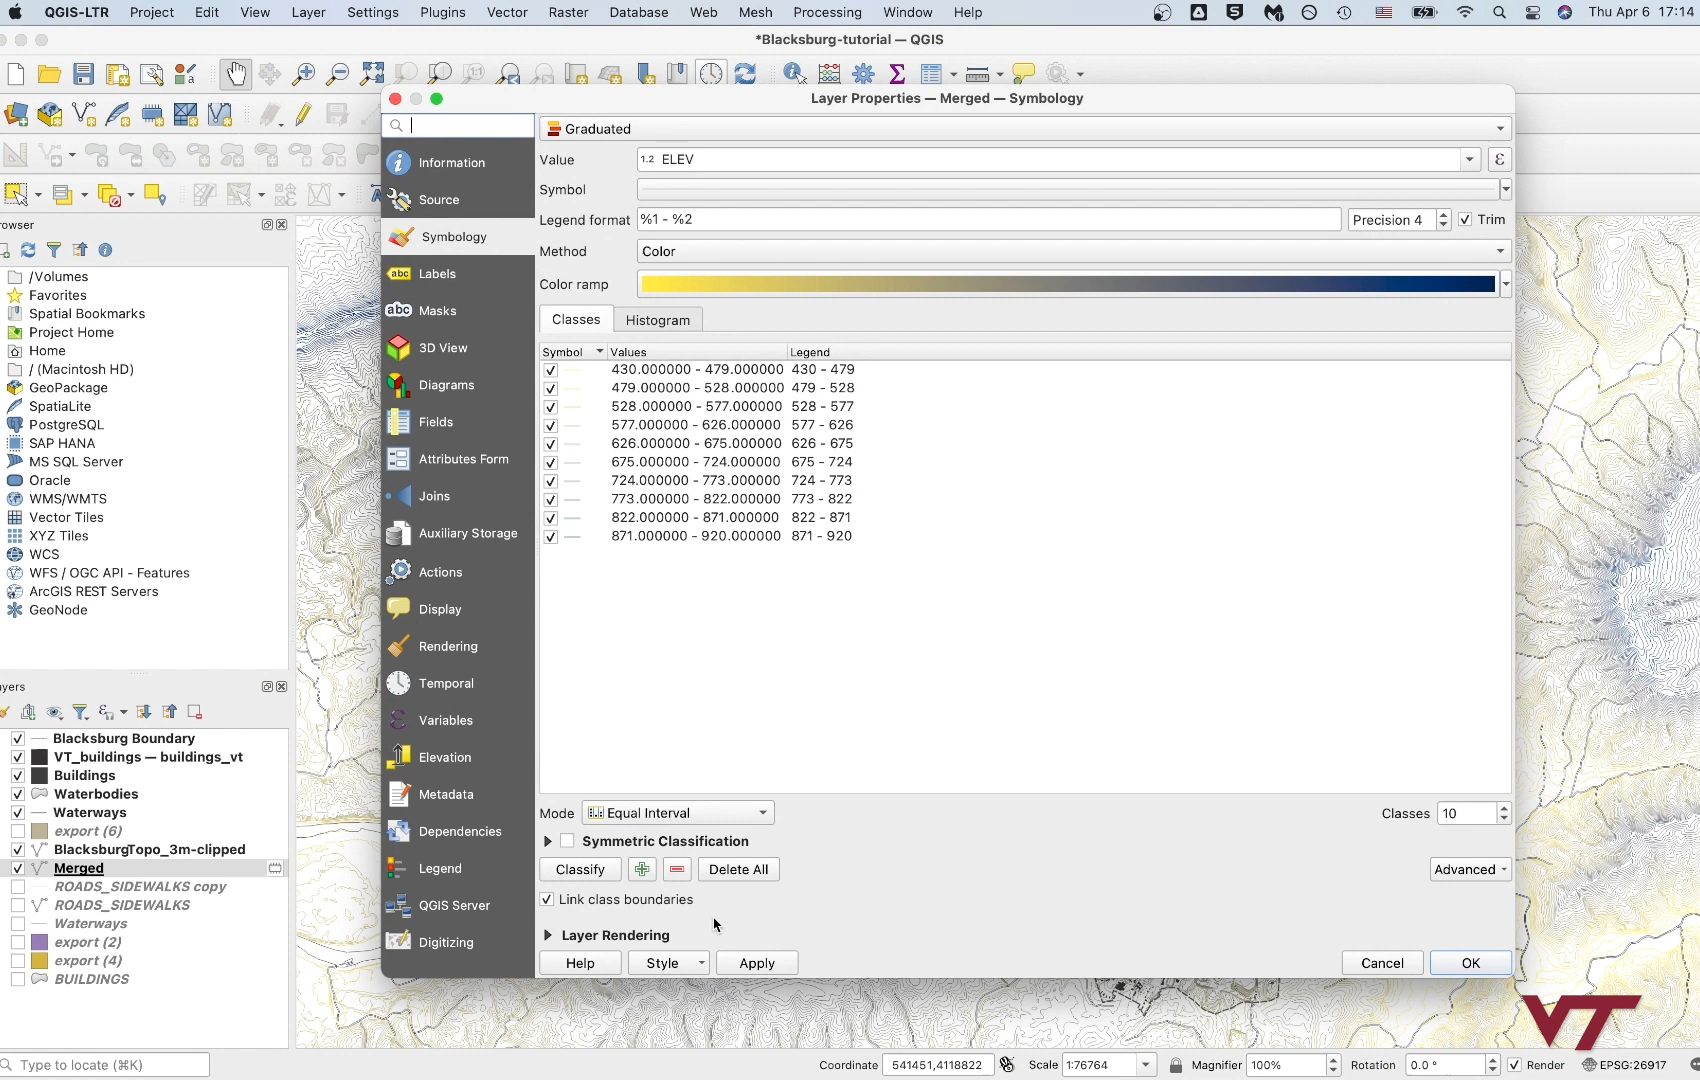 QGIS-LTR Project Edit View Layer Settings Plugins Vector Raster Database Web Mesh Processing Window Help Thu Apr 6 17:14
*Blacksburg-tutorial — QGIS
Layer Properties — Merged — Symbology
Graduated
Information
Source
Symbology
Labels
Masks
3D View
Diagrams
Fields
Attributes Form
Joins
Auxiliary Storage
Actions
Display
Rendering
Temporal
Variables
Elevation
Metadata
Dependencies
Legend
QGIS Server
Digitizing
Value 1.2 ELEV
Symbol
Legend format %1 - %2 Precision 4 Trim
Method Color
Color ramp
Classes Histogram
Symbol Values Legend
430.000000 - 479.000000 430 - 479
479.000000 - 528.000000 479 - 528
528.000000 - 577.000000 528 - 577
577.000000 - 626.000000 577 - 626
626.000000 - 675.000000 626 - 675
675.000000 - 724.000000 675 - 724
724.000000 - 773.000000 724 - 773
773.000000 - 822.000000 773 - 822
822.000000 - 871.000000 822 - 871
871.000000 - 920.000000 871 - 920
Mode Equal Interval Classes 10
Symmetric Classification
Classify Delete All Advanced
Link class boundaries
Layer Rendering
Help Style Apply Cancel OK
rowser
/Volumes
Favorites
Spatial Bookmarks
Project Home
Home
/ (Macintosh HD)
GeoPackage
SpatiaLite
PostgreSQL
SAP HANA
MS SQL Server
Oracle
WMS/WMTS
Vector Tiles
XYZ Tiles
WCS
WFS / OGC API - Features
ArcGIS REST Servers
GeoNode
ayers
Blacksburg Boundary
VT_buildings — buildings_vt
Buildings
Waterbodies
Waterways
export (6)
BlacksburgTopo_3m-clipped
Merged
ROADS_SIDEWALKS copy
ROADS_SIDEWALKS
Waterways
export (2)
export (4)
BUILDINGS
VT
Type to locate (⌘K) Coordinate 541451,4118822 Scale 1:76764 Magnifier 100% Rotation 0.0 ° Render EPSG:26917